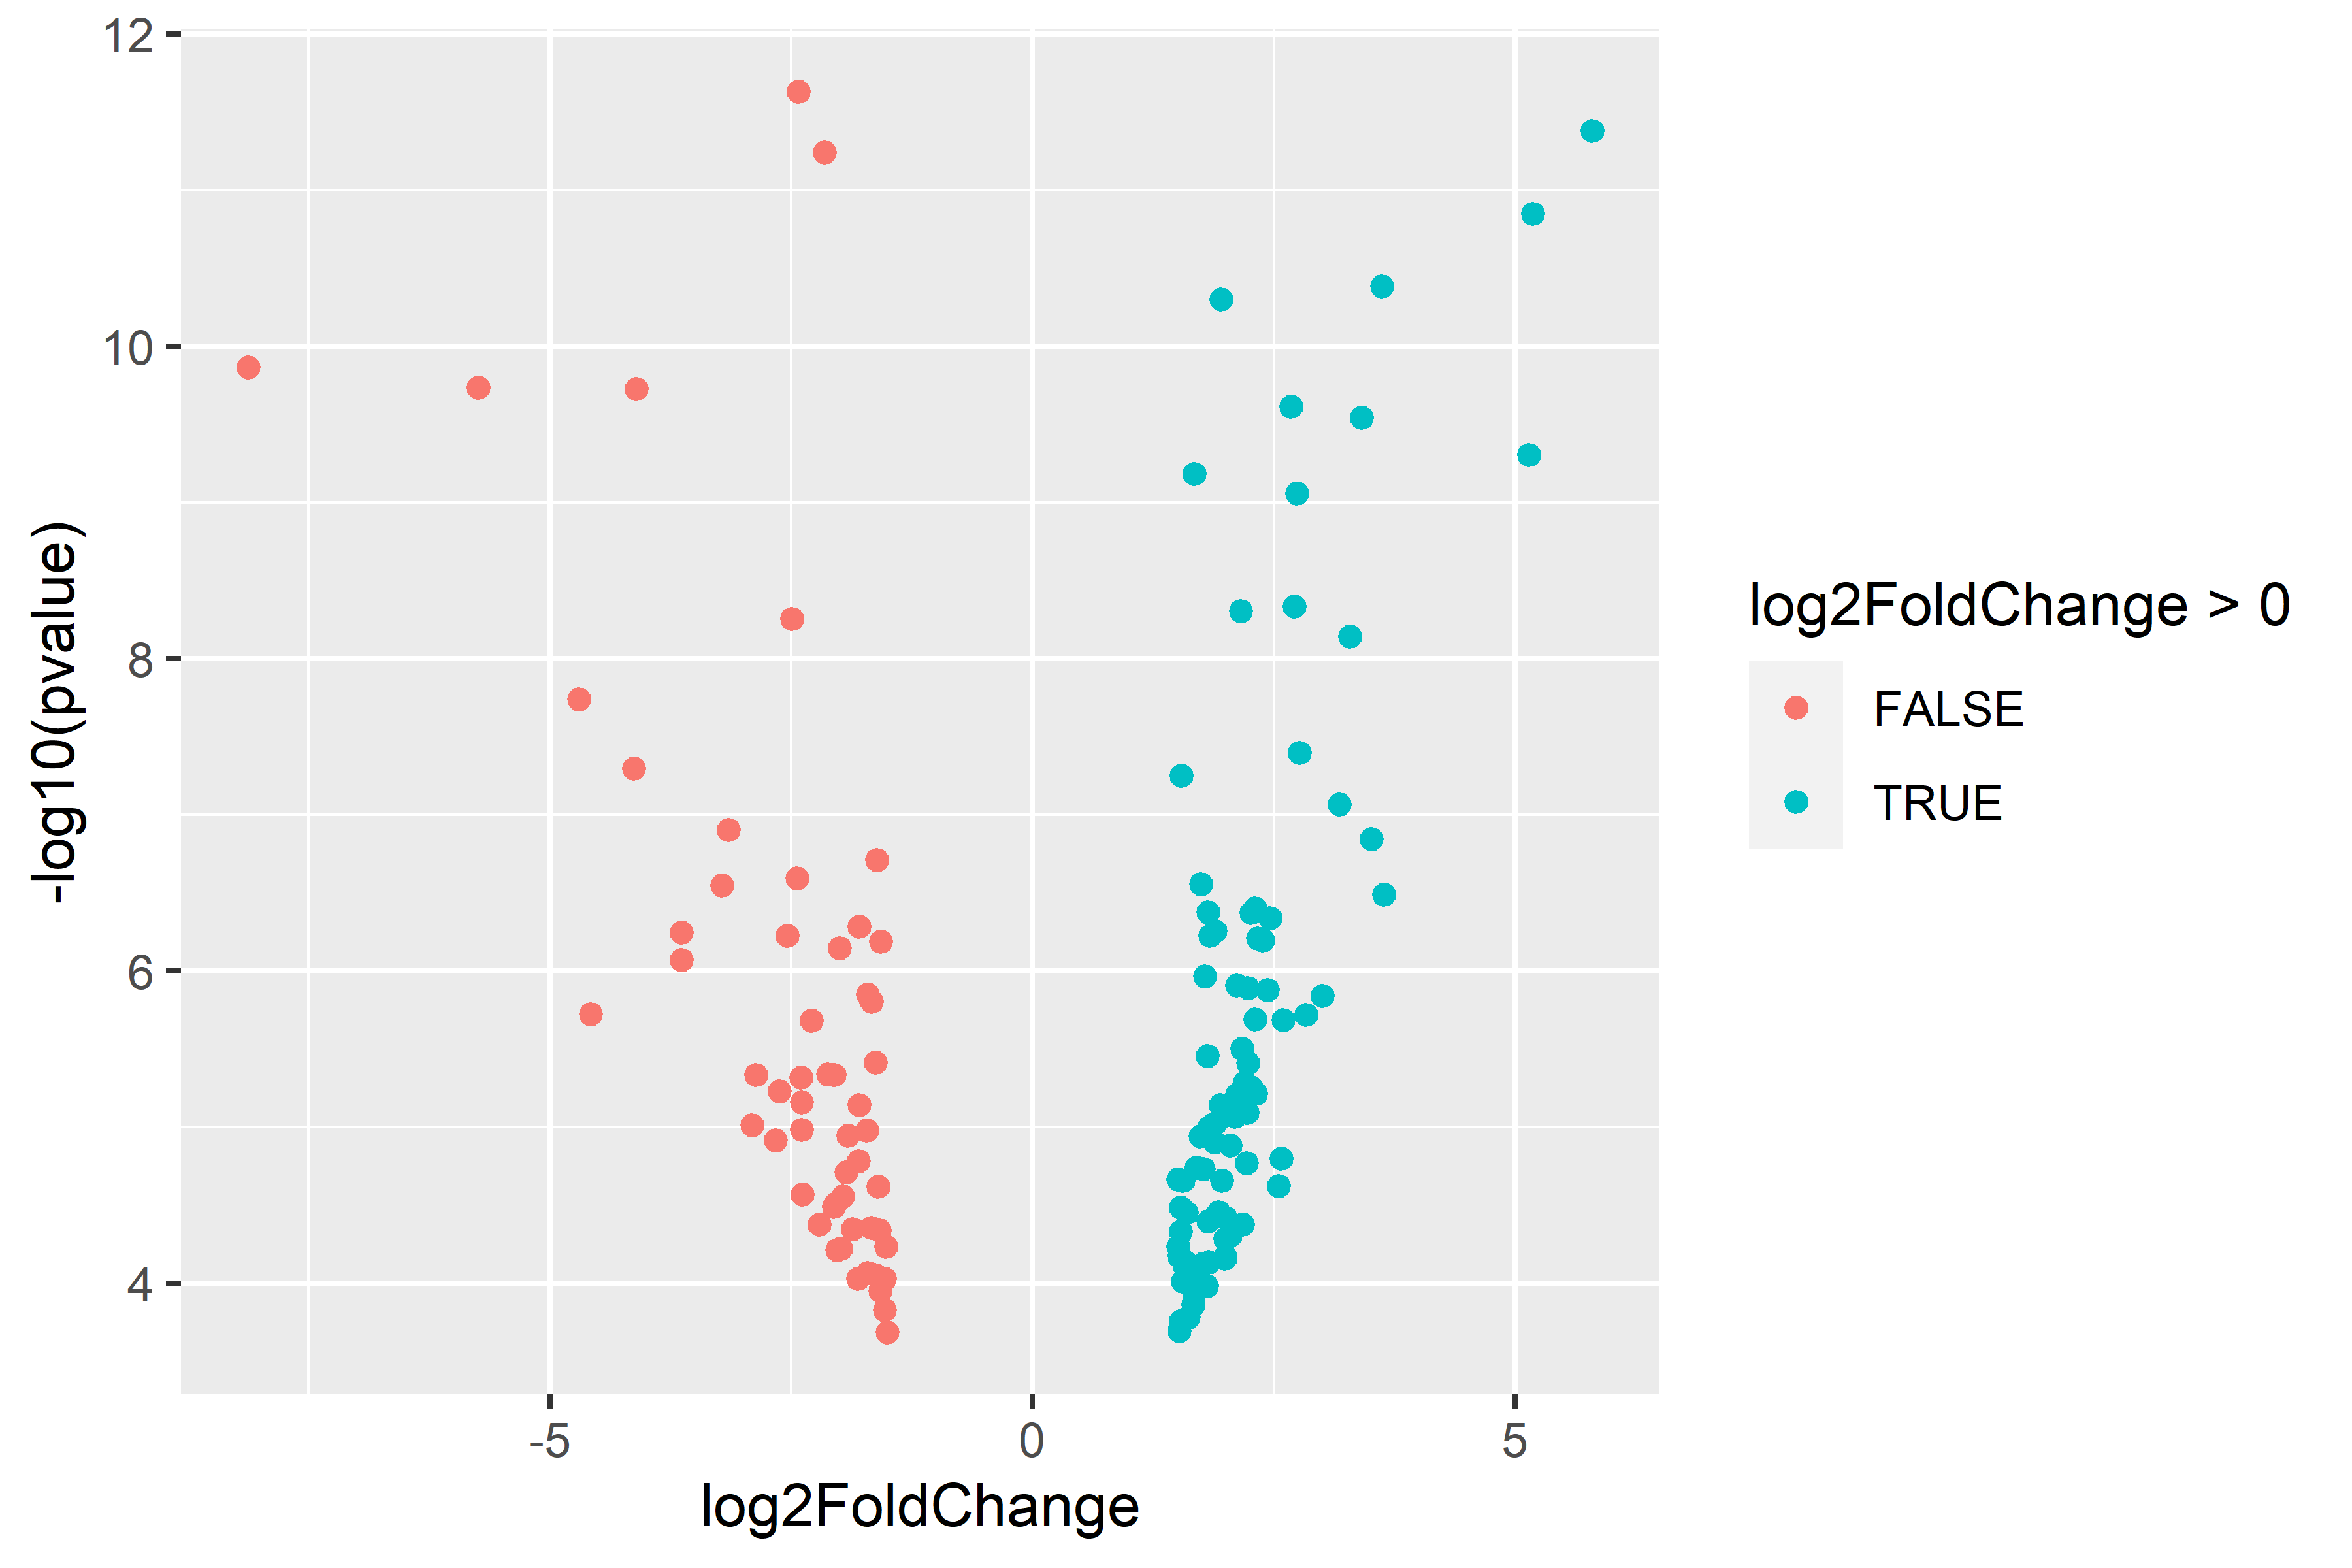 12
10
8
6
4
-log10(pvalue)
-5 0 5
log2FoldChange
log2FoldChange > 0
FALSE
TRUE